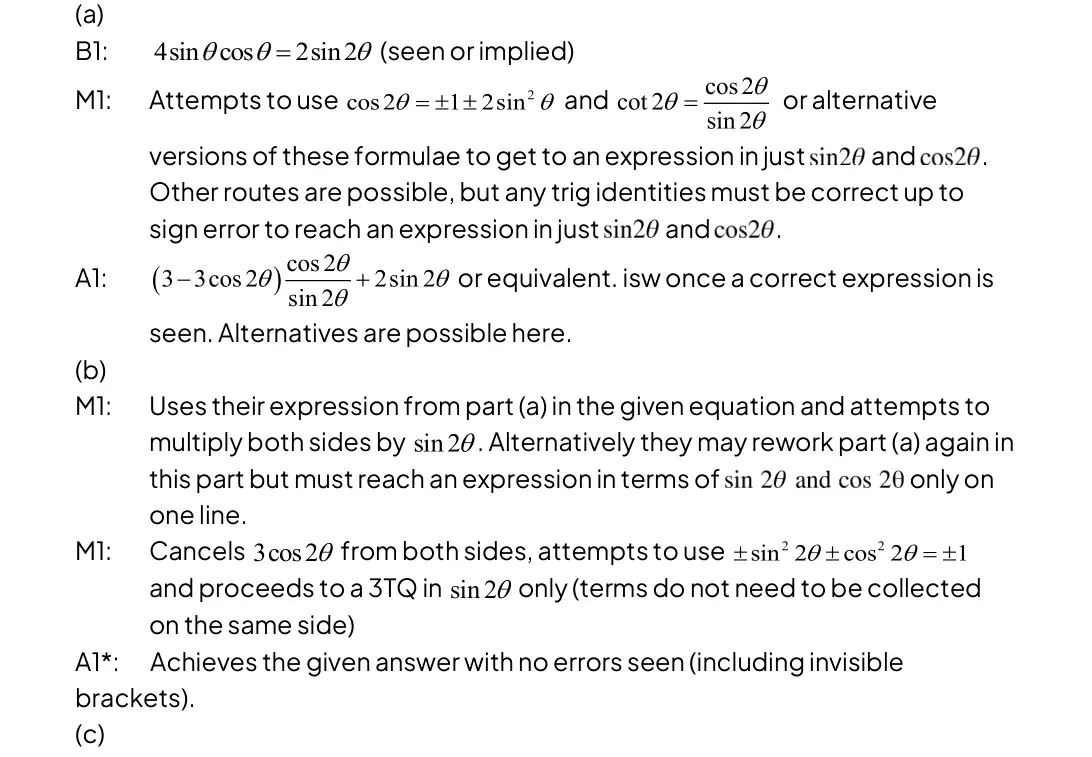 (a)
B1: 4sinθcosθ = 2sin2θ (seen or implied)
M1: Attempts to use cos2θ = ±1 ± 2sin²θ and cot2θ = cos2θ/sin2θ or alternative
versions of these formulae to get to an expression in just sin2θ and cos2θ.
Other routes are possible, but any trig identities must be correct up to
sign error to reach an expression in just sin2θ and cos2θ.
A1: (3−3cos2θ) cos2θ/sin2θ + 2sin2θ or equivalent. isw once a correct expression is
seen. Alternatives are possible here.
(b)
M1: Uses their expression from part (a) in the given equation and attempts to
multiply both sides by sin2θ. Alternatively they may rework part (a) again in
this part but must reach an expression in terms of sin 2θ and cos 2θ only on
one line.
M1: Cancels 3cos2θ from both sides, attempts to use ±sin²2θ ± cos²2θ = ±1
and proceeds to a 3TQ in sin2θ only (terms do not need to be collected
on the same side)
A1*: Achieves the given answer with no errors seen (including invisible
brackets).
(c)